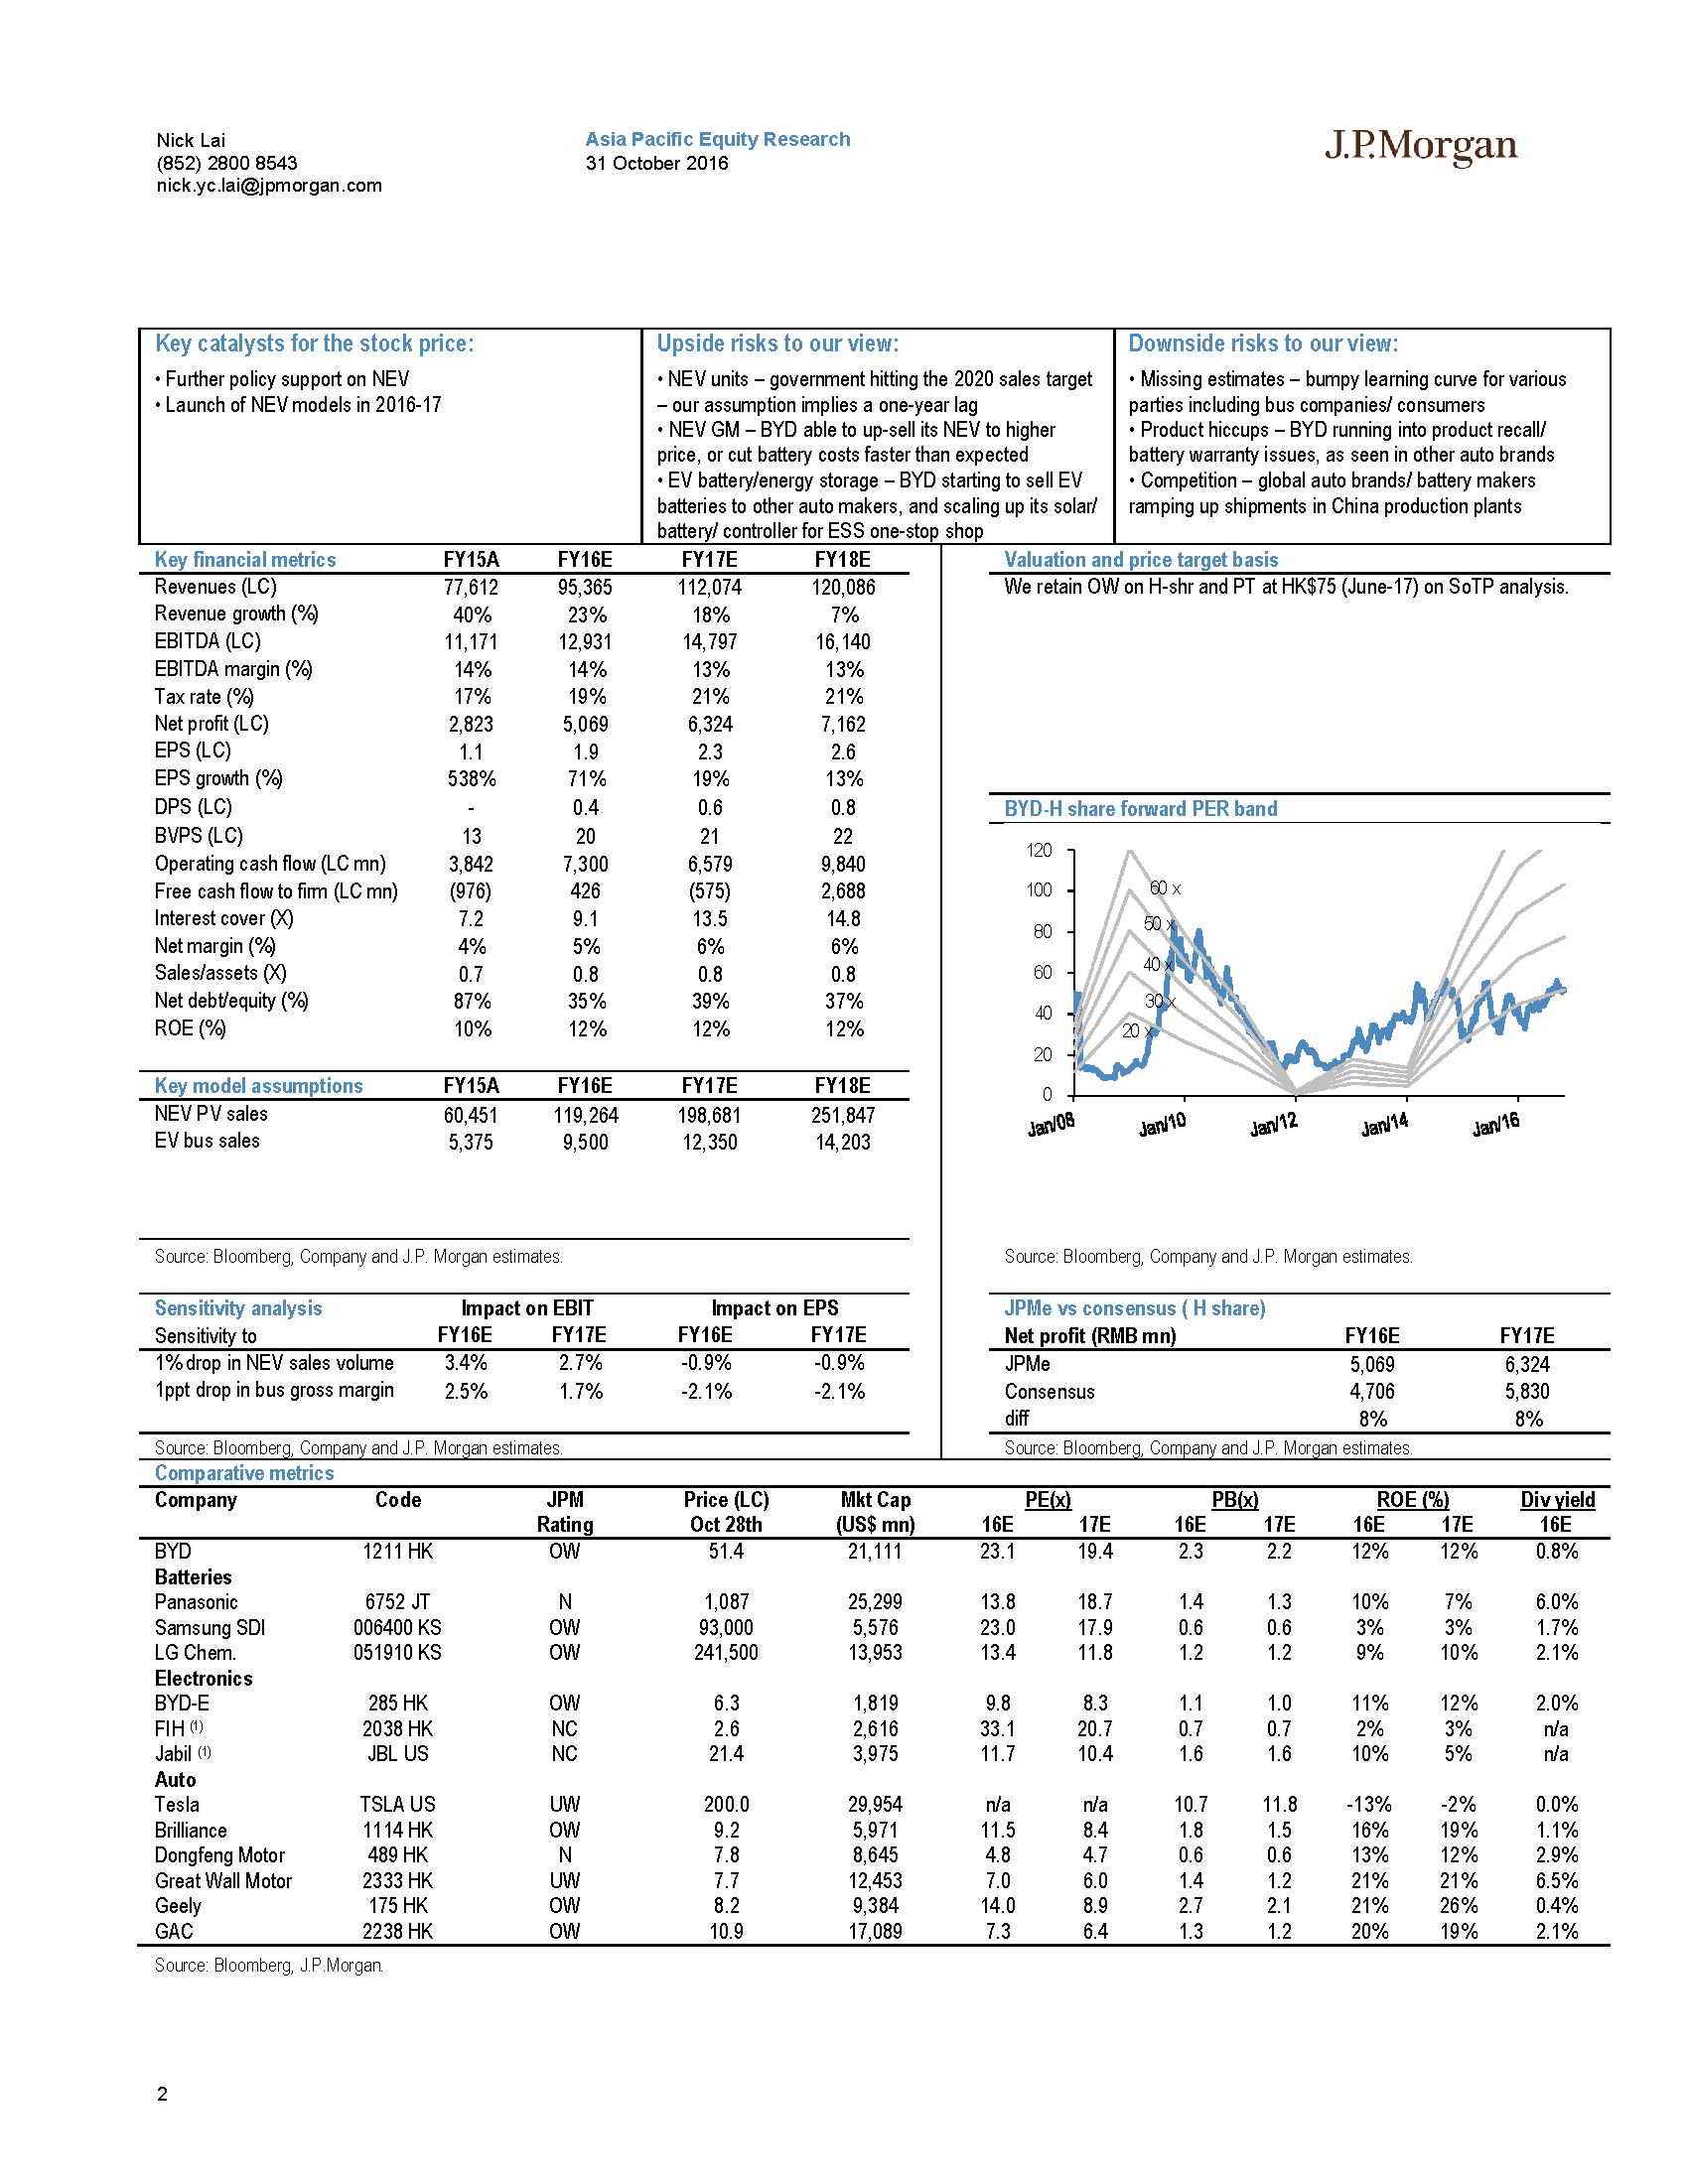 Nick Lai
(852) 2800 8543
nick.yc.lai@jpmorgan.com
Asia Pacific Equity Research
31 October 2016
J.P.Morgan
Key catalysts for the stock price:
• Further policy support on NEV
• Launch of NEV models in 2016-17
Upside risks to our view:
• NEV units – government hitting the 2020 sales target
– our assumption implies a one-year lag
• NEV GM – BYD able to up-sell its NEV to higher
price, or cut battery costs faster than expected
• EV battery/energy storage – BYD starting to sell EV
batteries to other auto makers, and scaling up its solar/
battery/ controller for ESS one-stop shop
Downside risks to our view:
• Missing estimates – bumpy learning curve for various
parties including bus companies/ consumers
• Product hiccups – BYD running into product recall/
battery warranty issues, as seen in other auto brands
• Competition – global auto brands/ battery makers
ramping up shipments in China production plants
Key financial metrics FY15A FY16E FY17E FY18E
Revenues (LC) 77,612 95,365 112,074 120,086
Revenue growth (%) 40% 23% 18% 7%
EBITDA (LC) 11,171 12,931 14,797 16,140
EBITDA margin (%) 14% 14% 13% 13%
Tax rate (%) 17% 19% 21% 21%
Net profit (LC) 2,823 5,069 6,324 7,162
EPS (LC) 1.1 1.9 2.3 2.6
EPS growth (%) 538% 71% 19% 13%
DPS (LC) - 0.4 0.6 0.8
BVPS (LC) 13 20 21 22
Operating cash flow (LC mn) 3,842 7,300 6,579 9,840
Free cash flow to firm (LC mn) (976) 426 (575) 2,688
Interest cover (X) 7.2 9.1 13.5 14.8
Net margin (%) 4% 5% 6% 6%
Sales/assets (X) 0.7 0.8 0.8 0.8
Net debt/equity (%) 87% 35% 39% 37%
ROE (%) 10% 12% 12% 12%
Key model assumptions FY15A FY16E FY17E FY18E
NEV PV sales 60,451 119,264 198,681 251,847
EV bus sales 5,375 9,500 12,350 14,203
Source: Bloomberg, Company and J.P. Morgan estimates.
Valuation and price target basis
We retain OW on H-shr and PT at HK$75 (June-17) on SoTP analysis.
BYD-H share forward PER band
120
100
80
60
40
20
0
60 x
50 x
40 x
30 x
20 x
Jan/08 Jan/10 Jan/12 Jan/14 Jan/16
Source: Bloomberg, Company and J.P. Morgan estimates.
Sensitivity analysis Impact on EBIT Impact on EPS
Sensitivity to FY16E FY17E FY16E FY17E
1% drop in NEV sales volume 3.4% 2.7% -0.9% -0.9%
1ppt drop in bus gross margin 2.5% 1.7% -2.1% -2.1%
Source: Bloomberg, Company and J.P. Morgan estimates.
JPMe vs consensus ( H share)
Net profit (RMB mn) FY16E FY17E
JPMe 5,069 6,324
Consensus 4,706 5,830
diff 8% 8%
Source: Bloomberg, Company and J.P. Morgan estimates.
Comparative metrics
Company Code JPM Price (LC) Mkt Cap PE(x) PB(x) ROE (%) Div yield
Rating Oct 28th (US$ mn) 16E 17E 16E 17E 16E 17E 16E
BYD 1211 HK OW 51.4 21,111 23.1 19.4 2.3 2.2 12% 12% 0.8%
Batteries
Panasonic 6752 JT N 1,087 25,299 13.8 18.7 1.4 1.3 10% 7% 6.0%
Samsung SDI 006400 KS OW 93,000 5,576 23.0 17.9 0.6 0.6 3% 3% 1.7%
LG Chem. 051910 KS OW 241,500 13,953 13.4 11.8 1.2 1.2 9% 10% 2.1%
Electronics
BYD-E 285 HK OW 6.3 1,819 9.8 8.3 1.1 1.0 11% 12% 2.0%
FIH (1) 2038 HK NC 2.6 2,616 33.1 20.7 0.7 0.7 2% 3% n/a
Jabil (1) JBL US NC 21.4 3,975 11.7 10.4 1.6 1.6 10% 5% n/a
Auto
Tesla TSLA US UW 200.0 29,954 n/a n/a 10.7 11.8 -13% -2% 0.0%
Brilliance 1114 HK OW 9.2 5,971 11.5 8.4 1.8 1.5 16% 19% 1.1%
Dongfeng Motor 489 HK N 7.8 8,645 4.8 4.7 0.6 0.6 13% 12% 2.9%
Great Wall Motor 2333 HK UW 7.7 12,453 7.0 6.0 1.4 1.2 21% 21% 6.5%
Geely 175 HK OW 8.2 9,384 14.0 8.9 2.7 2.1 21% 26% 0.4%
GAC 2238 HK OW 10.9 17,089 7.3 6.4 1.3 1.2 20% 19% 2.1%
Source: Bloomberg, J.P.Morgan.
2